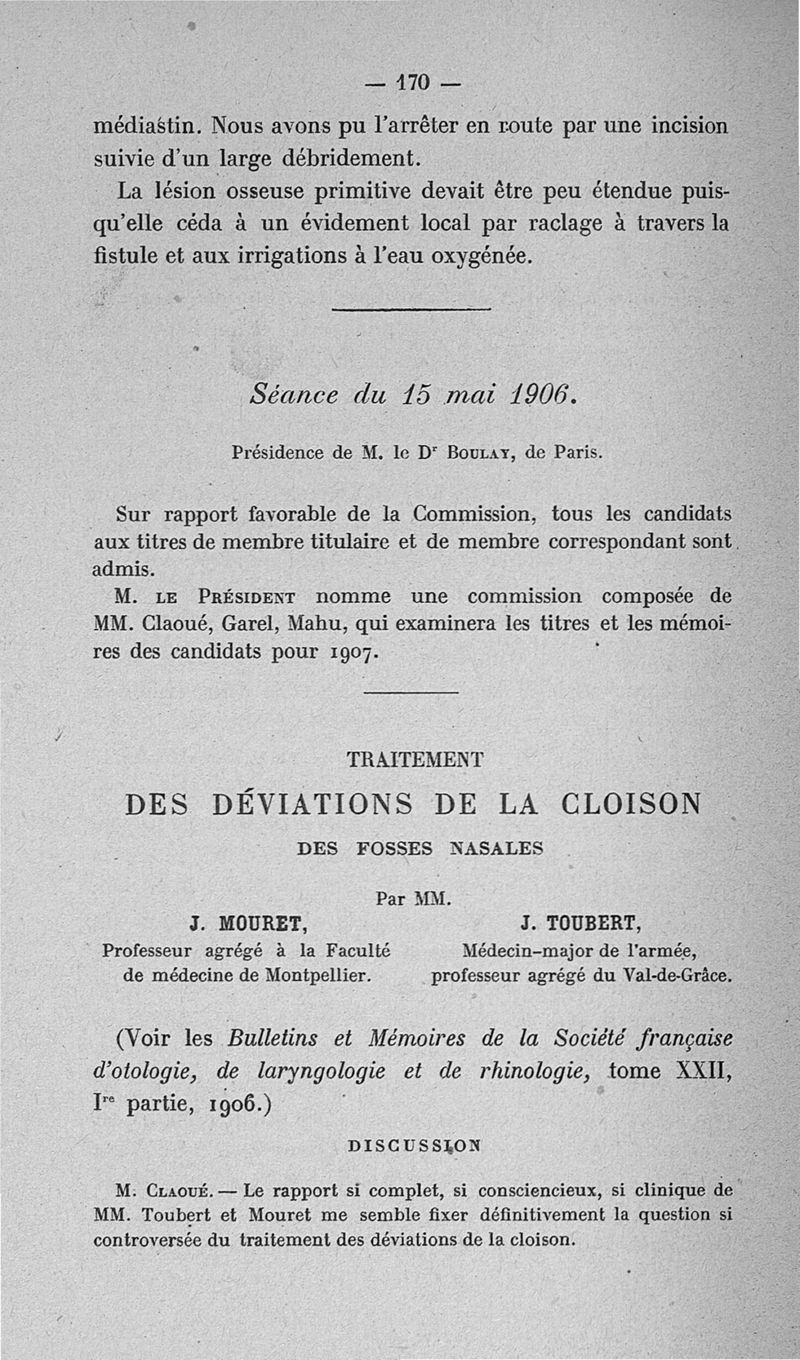 — 170 —
médiastin. Nous avons pu l'arrêter en route par une incision
suivie d'un large débridement.
La lésion osseuse primitive devait être peu étendue puis-
qu'elle céda à un évidement local par raclage à travers la
fistule et aux irrigations à l'eau oxygénée.
Séance du 15 mai 1906.
Présidence de M. le Dr BOULAY, de Paris.
Sur rapport favorable de la Commission, tous les candidats
aux titres de membre titulaire et de membre correspondant sont
admis.
M. LE PRÉSIDENT nomme une commission composée de
MM. Claoué, Garel, Mahu, qui examinera les titres et les mémoi-
res des candidats pour 1907.
TRAITEMENT
DES DÉVIATIONS DE LA CLOISON
DES FOSSES NASALES
Par MM.
J. MOURET, J. TOUBERT,
Professeur agrégé à la Faculté Médecin-major de l'armée,
de médecine de Montpellier. professeur agrégé du Val-de-Grâce.
(Voir les Bulletins et Mémoires de la Société française
d'otologie, de laryngologie et de rhinologie, tome XXII,
Ire partie, 1906.)
DISCUSSION
M. CLAOUÉ. — Le rapport si complet, si consciencieux, si clinique de
MM. Toubert et Mouret me semble fixer définitivement la question si
controversée du traitement des déviations de la cloison.